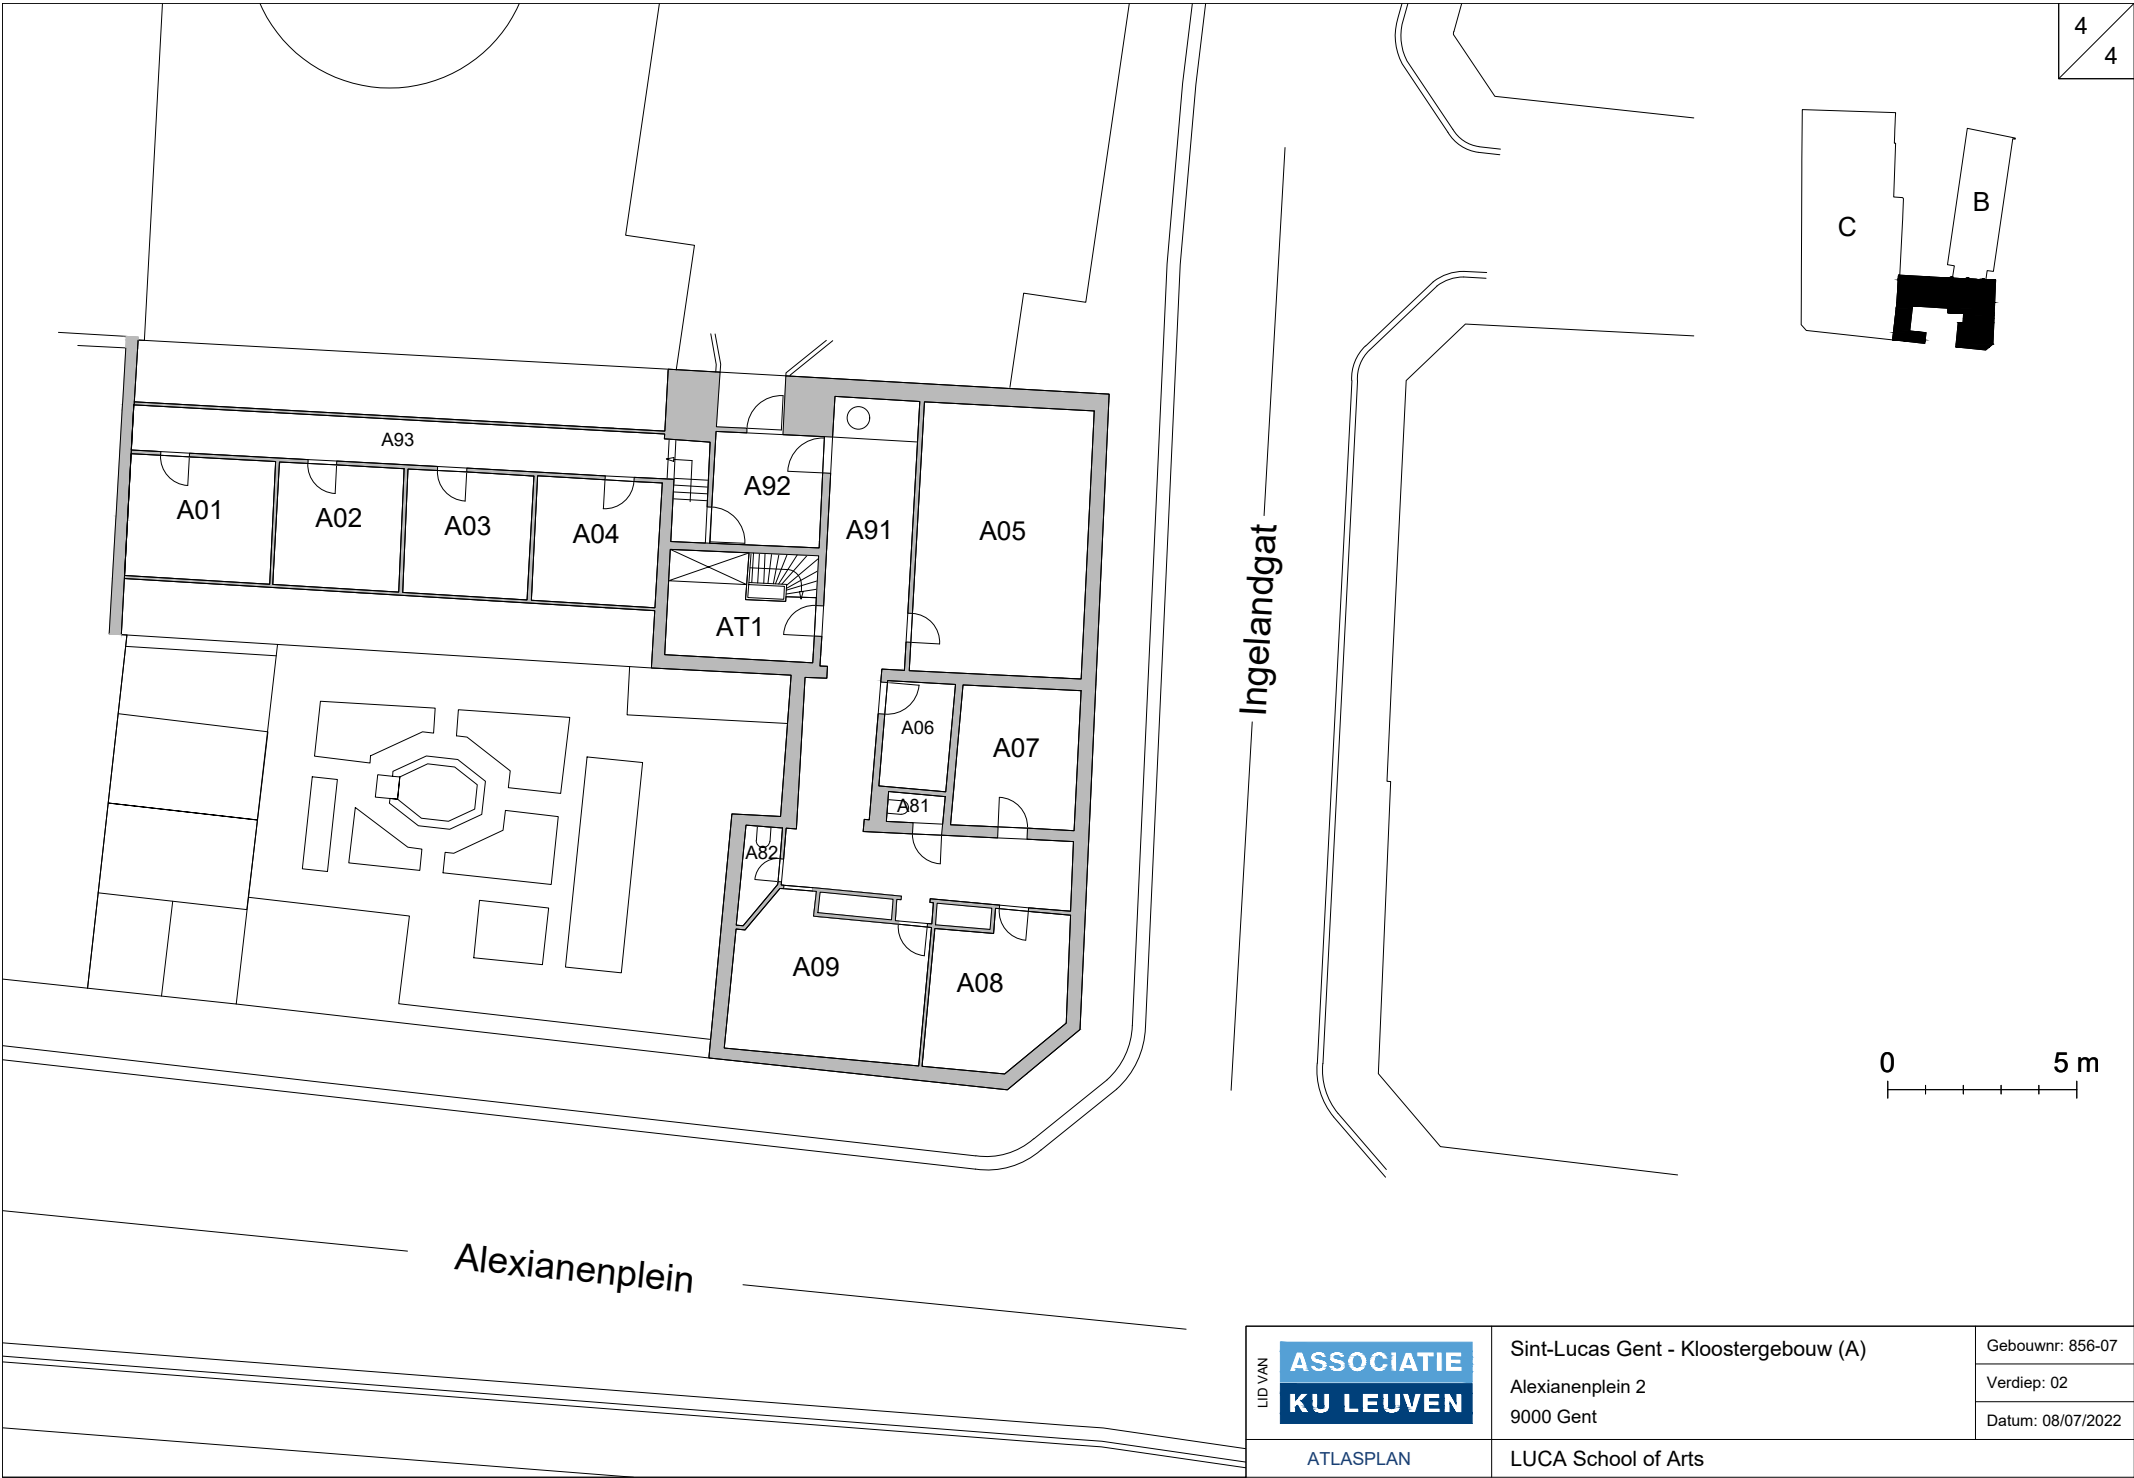 4
4
C
B
A93
A01
A02
A03
A04
A92
A91
A05
AT1
A06
A07
A81
A82
A09
A08
Ingelandgat
0 5 m
Alexianenplein
LID VAN
ASSOCIATIE
KU LEUVEN
ATLASPLAN
Sint-Lucas Gent - Kloostergebouw (A)
Alexianenplein 2
9000 Gent
LUCA School of Arts
Gebouwnr: 856-07
Verdiep: 02
Datum: 08/07/2022